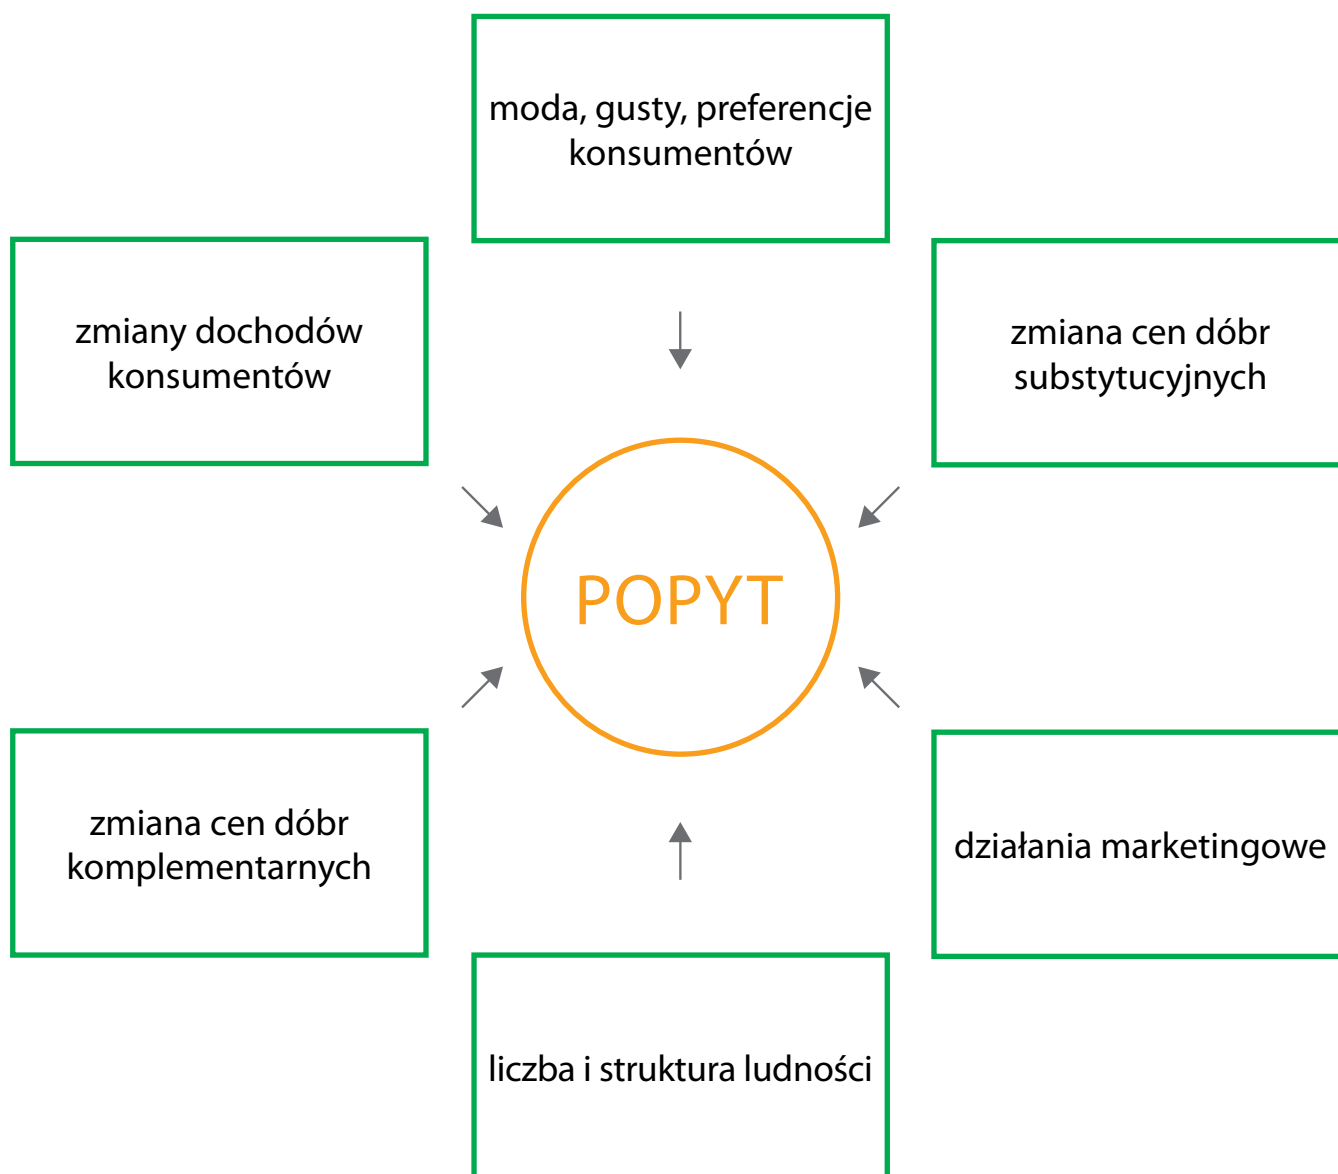 moda, gusty, preferencje
konsumentów
zmiany dochodów
konsumentów
zmiana cen dóbr
substytucyjnych
POPYT
zmiana cen dóbr
komplementarnych
działania marketingowe
liczba i struktura ludności